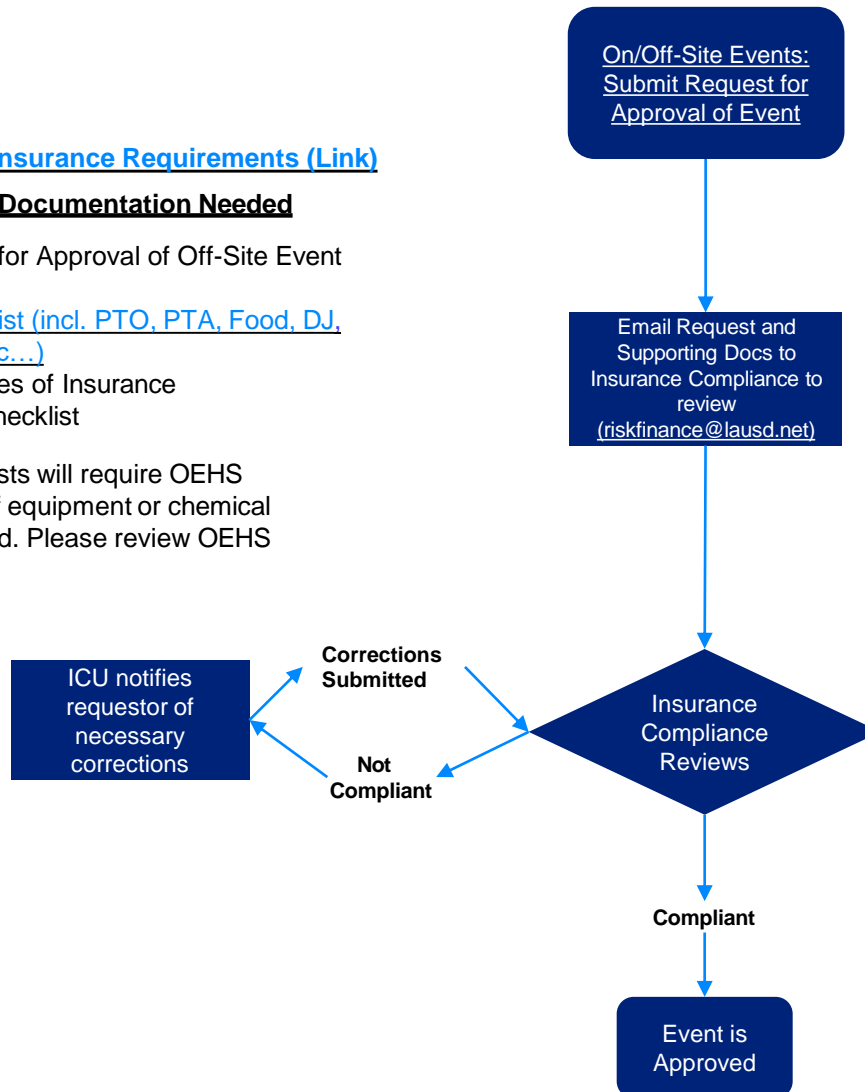 On/Off-Site Events:
Submit Request for
Approval of Event
nsurance Requirements (Link)
Documentation Needed
for Approval of Off-Site Event
ist (incl. PTO, PTA, Food, DJ,
c…)
es of Insurance
hecklist
sts will require OEHS
f equipment or chemical
d. Please review OEHS
Email Request and
Supporting Docs to
Insurance Compliance to
review
(riskfinance@lausd.net)
ICU notifies
requestor of
necessary
corrections
Corrections
Submitted
Not
Compliant
Insurance
Compliance
Reviews
Compliant
Event is
Approved